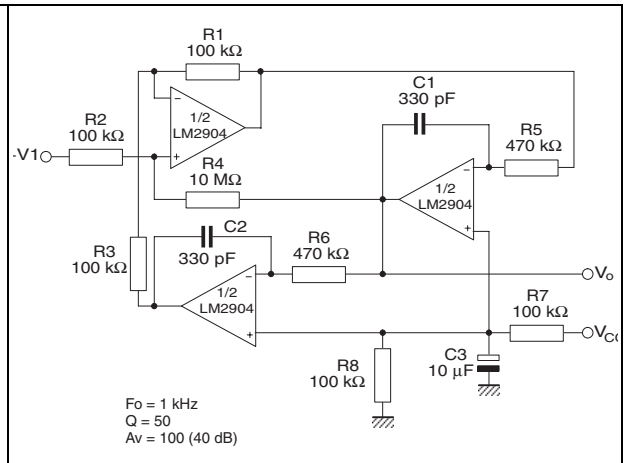 R1
100 kΩ
C1
330 pF
R2
100 kΩ
-
1/2
LM2904
+
R5
470 kΩ
-V1
R4
10 MΩ
-
1/2
LM2904
+
C2
330 pF
R6
470 kΩ
R3
100 kΩ
-
1/2
LM2904
+
Vo
R7
100 kΩ
VCC
R8
100 kΩ
C3
10 µF
Fo = 1 kHz
Q = 50
Av = 100 (40 dB)